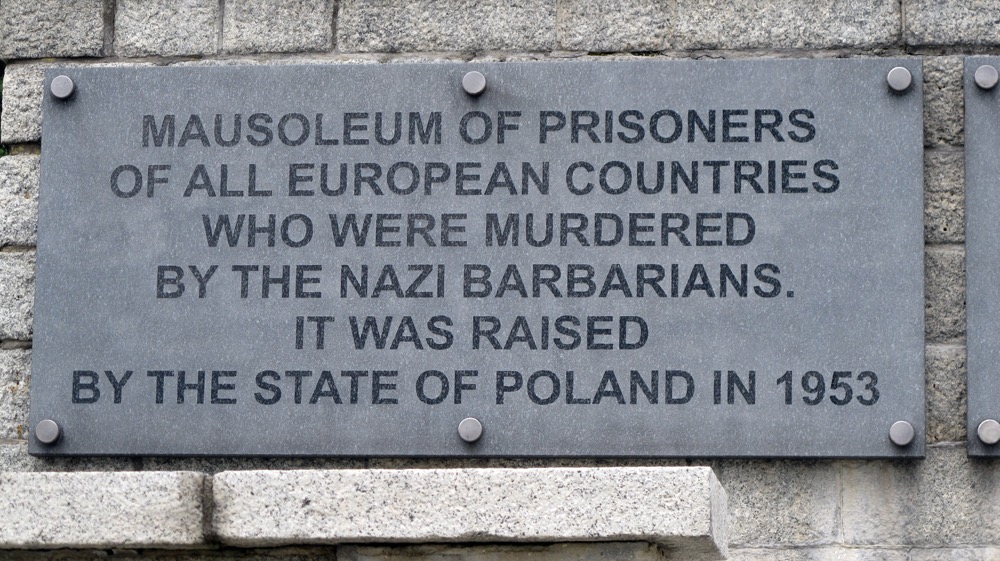 MAUSOLEUM OF PRISONERS
OF ALL EUROPEAN COUNTRIES
WHO WERE MURDERED
BY THE NAZI BARBARIANS.
IT WAS RAISED
BY THE STATE OF POLAND IN 1953